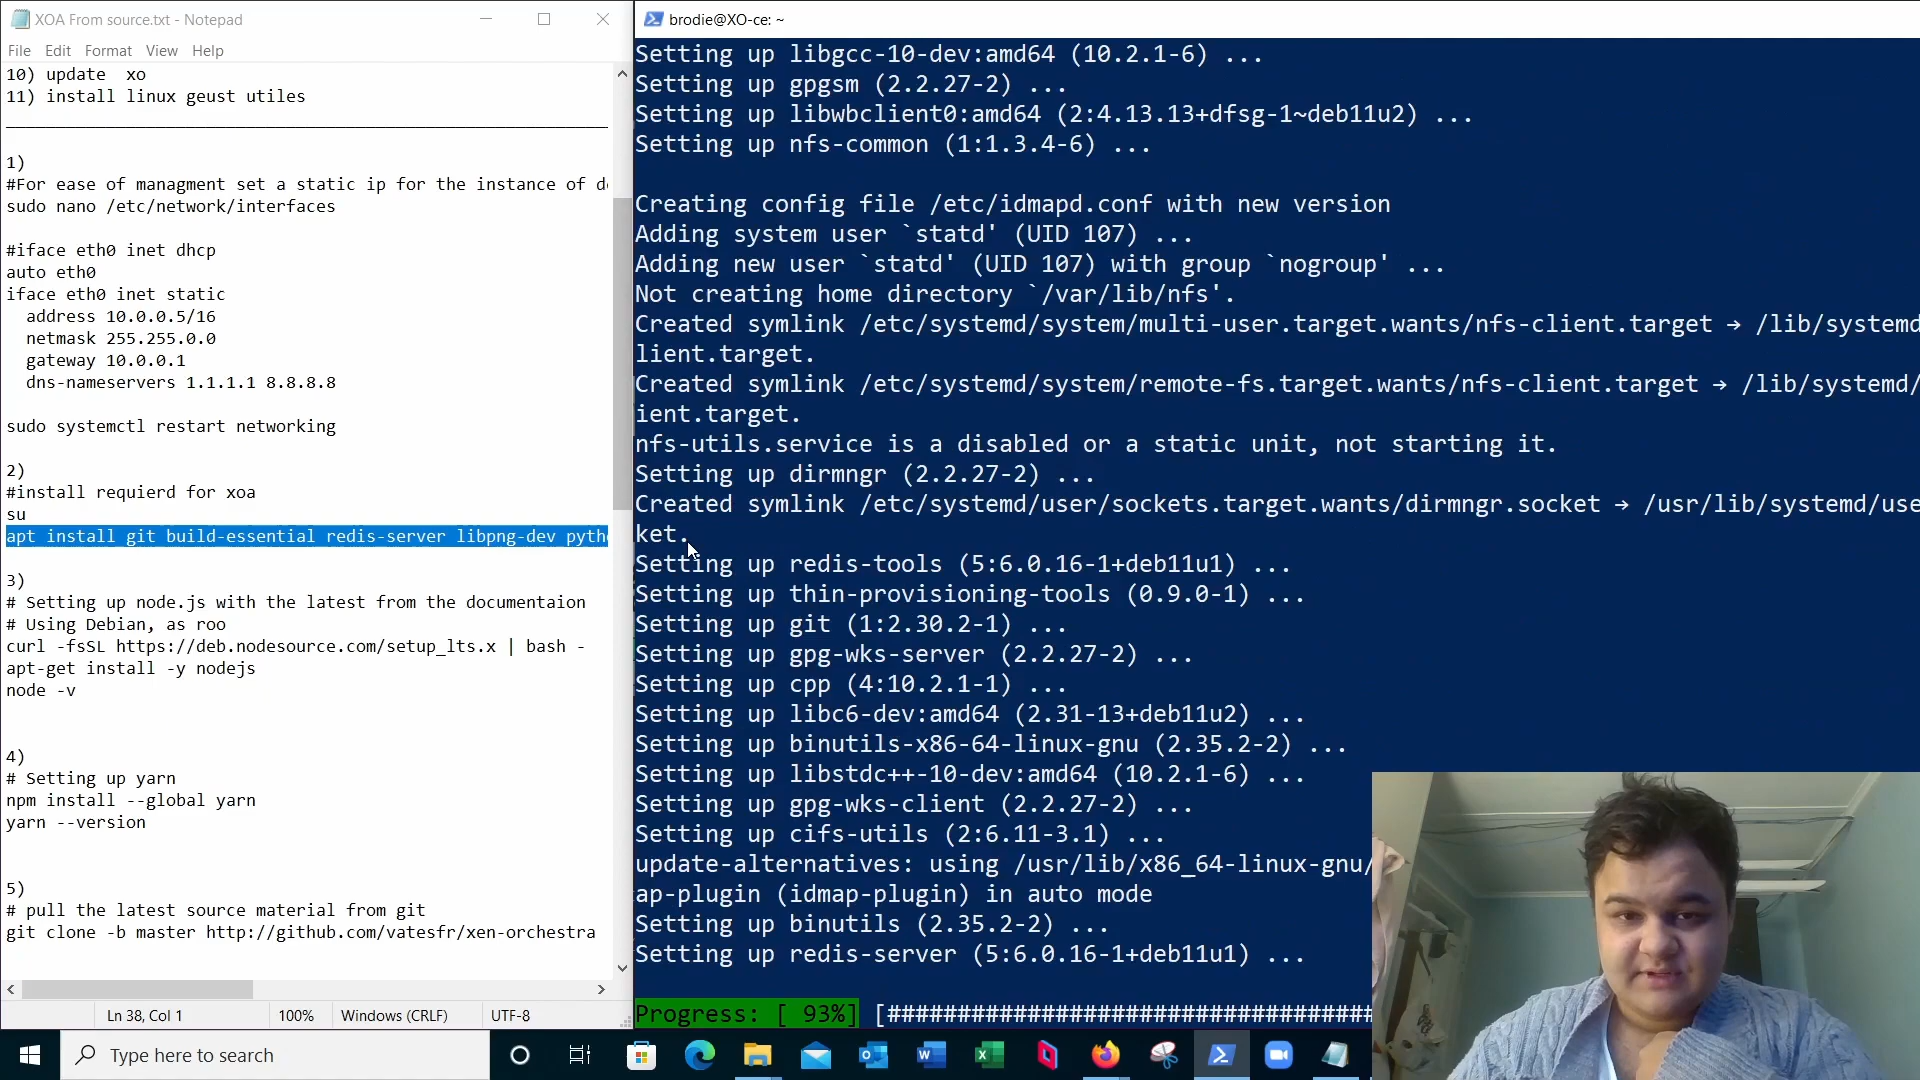 XOA From source.txt - Notepad
File Edit Format View Help
10) update  xo
11) install linux geust utiles
1)
#For ease of managment set a static ip for the instance of
sudo nano /etc/network/interfaces
#iface eth0 inet dhcp
auto eth0
iface eth0 inet static
address 10.0.0.5/16
netmask 255.255.0.0
gateway 10.0.0.1
dns-nameservers 1.1.1.1 8.8.8.8
sudo systemctl restart networking
2)
#install requierd for xoa
su
apt install git build-essential redis-server libpng-dev pyth
3)
# Setting up node.js with the latest from the documentaion
# Using Debian, as roo
curl -fsSL https://deb.nodesource.com/setup_lts.x | bash -
apt-get install -y nodejs
node -v
4)
# Setting up yarn
npm install --global yarn
yarn --version
5)
# pull the latest source material from git
git clone -b master http://github.com/vatesfr/xen-orchestra
Ln 38, Col 1 100% Windows (CRLF) UTF-8
brodie@XO-ce: ~
Setting up libgcc-10-dev:amd64 (10.2.1-6) ...
Setting up gpgsm (2.2.27-2) ...
Setting up libwbclient0:amd64 (2:4.13.13+dfsg-1~deb11u2) ...
Setting up nfs-common (1:1.3.4-6) ...
Creating config file /etc/idmapd.conf with new version
Adding system user `statd' (UID 107) ...
Adding new user `statd' (UID 107) with group `nogroup' ...
Not creating home directory `/var/lib/nfs'.
Created symlink /etc/systemd/system/multi-user.target.wants/nfs-client.target → /lib/systemd
lient.target.
Created symlink /etc/systemd/system/remote-fs.target.wants/nfs-client.target → /lib/systemd/
ient.target.
nfs-utils.service is a disabled or a static unit, not starting it.
Setting up dirmngr (2.2.27-2) ...
Created symlink /etc/systemd/user/sockets.target.wants/dirmngr.socket → /usr/lib/systemd/use
ket.
Setting up redis-tools (5:6.0.16-1+deb11u1) ...
Setting up thin-provisioning-tools (0.9.0-1) ...
Setting up git (1:2.30.2-1) ...
Setting up gpg-wks-server (2.2.27-2) ...
Setting up cpp (4:10.2.1-1) ...
Setting up libc6-dev:amd64 (2.31-13+deb11u2) ...
Setting up binutils-x86-64-linux-gnu (2.35.2-2) ...
Setting up libstdc++-10-dev:amd64 (10.2.1-6) ...
Setting up gpg-wks-client (2.2.27-2) ...
Setting up cifs-utils (2:6.11-3.1) ...
update-alternatives: using /usr/lib/x86_64-linux-gnu/
ap-plugin (idmap-plugin) in auto mode
Setting up binutils (2.35.2-2) ...
Setting up redis-server (5:6.0.16-1+deb11u1) ...
Progress: [ 93%] [###################################
Type here to search